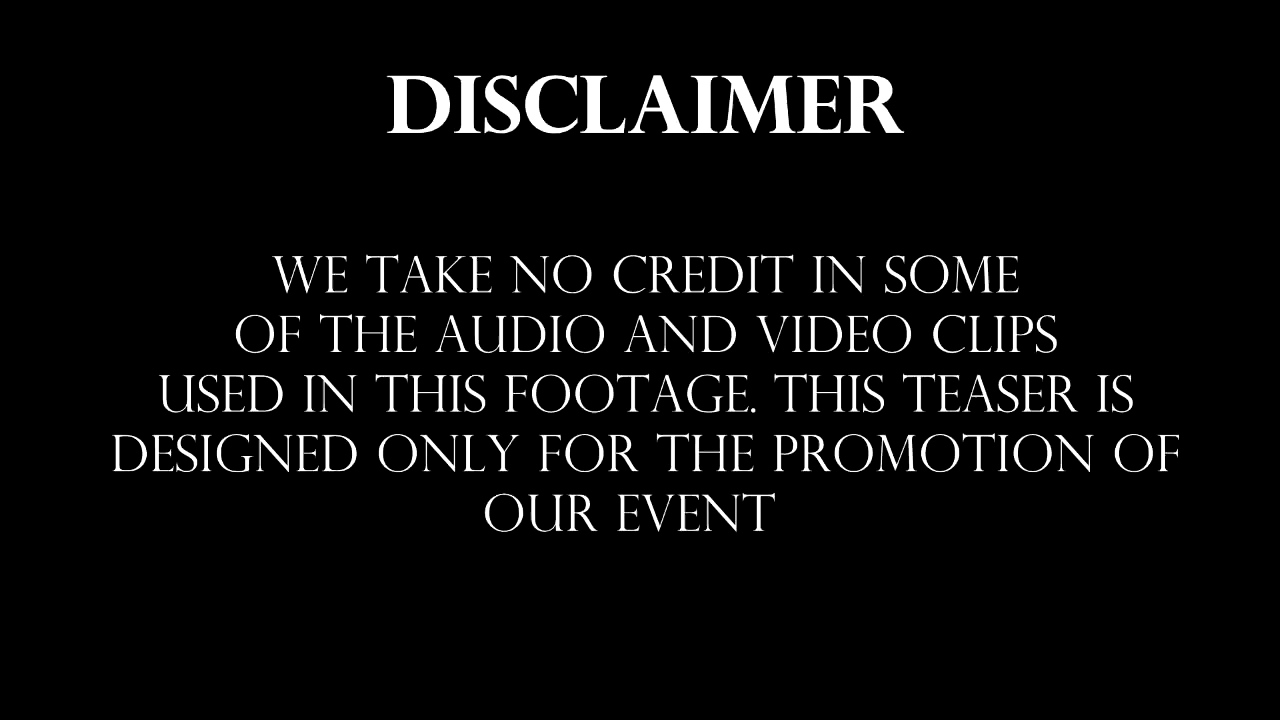 DISCLAIMER
WE TAKE NO CREDIT IN SOME
OF THE AUDIO AND VIDEO CLIPS
USED IN THIS FOOTAGE. THIS TEASER IS
DESIGNED ONLY FOR THE PROMOTION OF
OUR EVENT